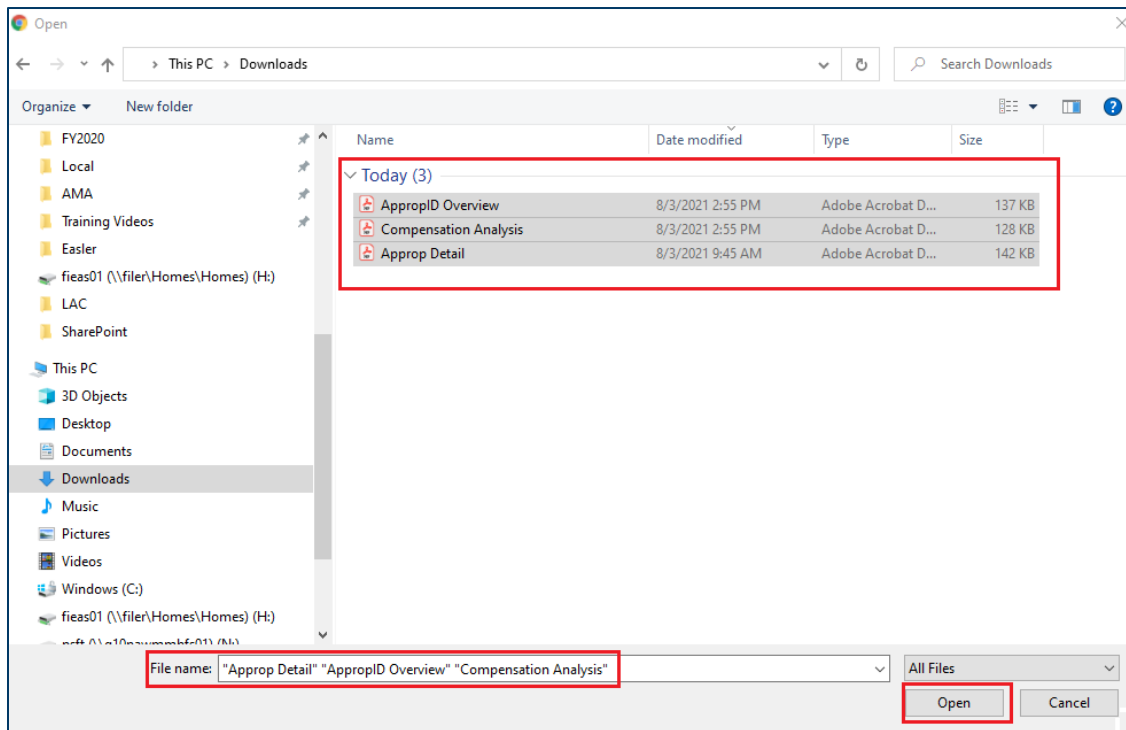 Open
This PC > Downloads
Search Downloads
Organize
New folder
Name Date modified Type Size
FY2020
Local
AMA
Training Videos
Easler
fieas01 (\\filer\Homes\Homes) (H:)
LAC
SharePoint
This PC
3D Objects
Desktop
Documents
Downloads
Music
Pictures
Videos
Windows (C:)
fieas01 (\\filer\Homes\Homes) (H:)
Today (3)
AppropID Overview 8/3/2021 2:55 PM Adobe Acrobat D... 137 KB
Compensation Analysis 8/3/2021 2:55 PM Adobe Acrobat D... 128 KB
Approp Detail 8/3/2021 9:45 AM Adobe Acrobat D... 142 KB
File name: "Approp Detail" "AppropID Overview" "Compensation Analysis"
All Files
Open
Cancel